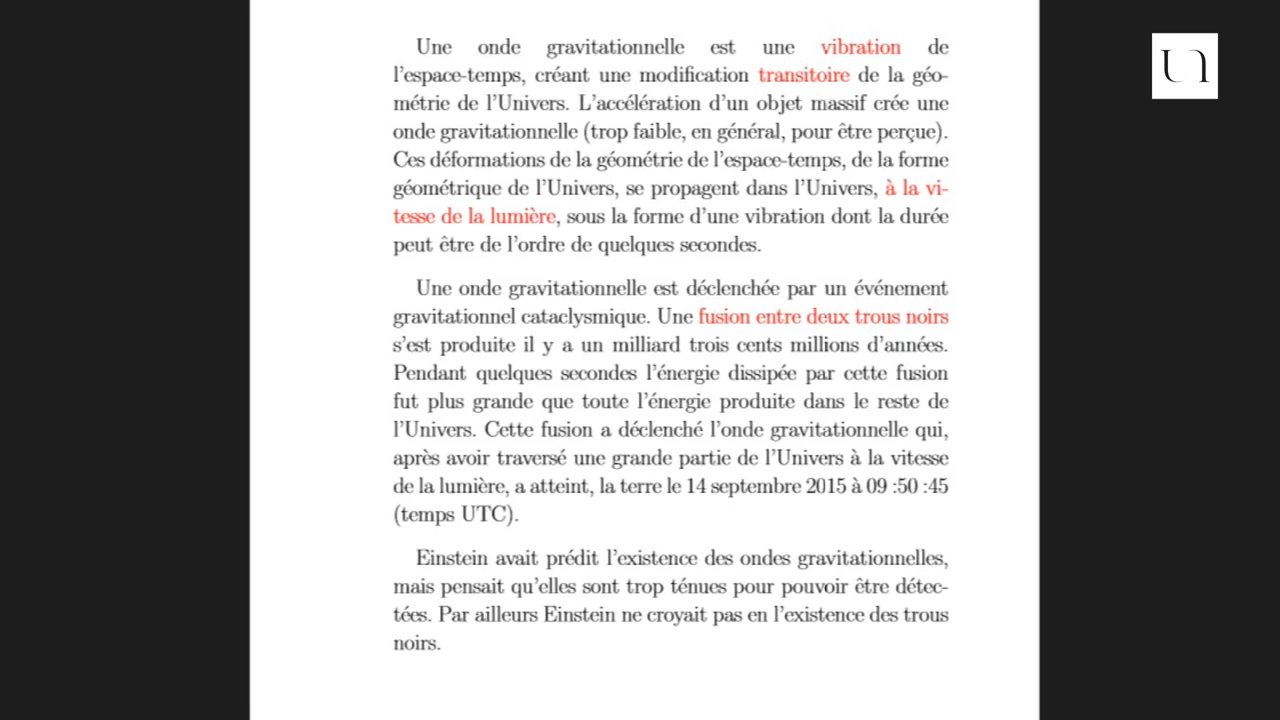 Une onde gravitationnelle est une vibration de
l'espace-temps, créant une modification transitoire de la géo-
métrie de l'Univers. L'accélération d'un objet massif crée une
onde gravitationnelle (trop faible, en général, pour être perçue).
Ces déformations de la géométrie de l'espace-temps, de la forme
géométrique de l'Univers, se propagent dans l'Univers, à la vi-
tesse de la lumière, sous la forme d'une vibration dont la durée
peut être de l'ordre de quelques secondes.
Une onde gravitationnelle est déclenchée par un événement
gravitationnel cataclysmique. Une fusion entre deux trous noirs
s'est produite il y a un milliard trois cents millions d'années.
Pendant quelques secondes l'énergie dissipée par cette fusion
fut plus grande que toute l'énergie produite dans le reste de
l'Univers. Cette fusion a déclenché l'onde gravitationnelle qui,
après avoir traversé une grande partie de l'Univers à la vitesse
de la lumière, a atteint, la terre le 14 septembre 2015 à 09 :50 :45
(temps UTC).
Einstein avait prédit l'existence des ondes gravitationnelles,
mais pensait qu'elles sont trop ténues pour pouvoir être détec-
tées. Par ailleurs Einstein ne croyait pas en l'existence des trous
noirs.